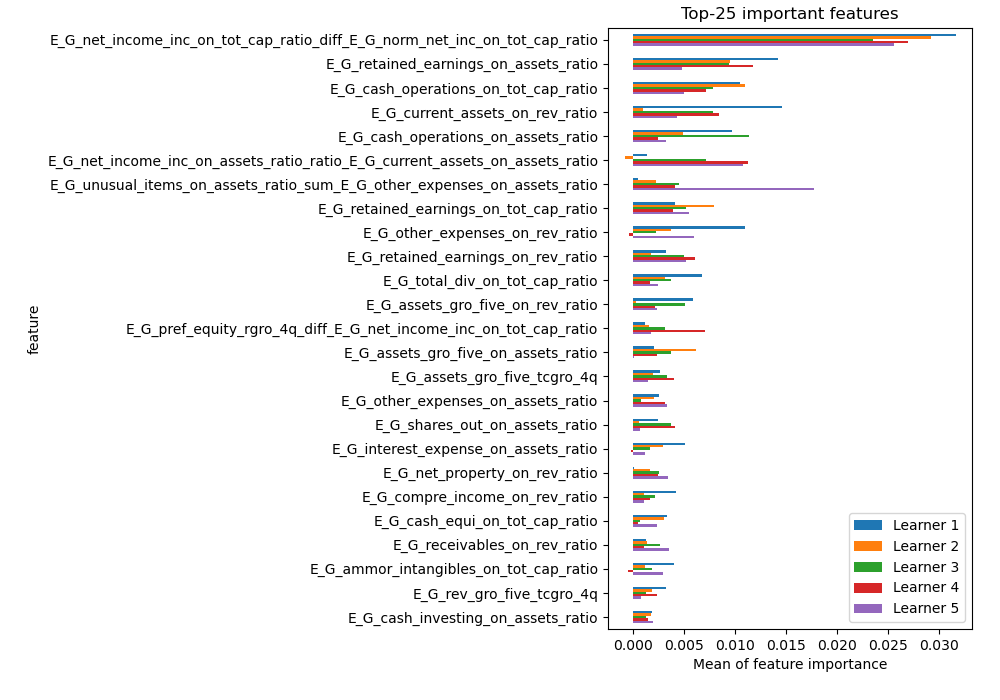 Top-25 important features
E_G_net_income_inc_on_tot_cap_ratio_diff_E_G_norm_net_inc_on_tot_cap_ratio
E_G_retained_earnings_on_assets_ratio
E_G_cash_operations_on_tot_cap_ratio
E_G_current_assets_on_rev_ratio
E_G_cash_operations_on_assets_ratio
E_G_net_income_inc_on_assets_ratio_ratio_E_G_current_assets_on_assets_ratio
E_G_unusual_items_on_assets_ratio_sum_E_G_other_expenses_on_assets_ratio
E_G_retained_earnings_on_tot_cap_ratio
E_G_other_expenses_on_rev_ratio
E_G_retained_earnings_on_rev_ratio
E_G_total_div_on_tot_cap_ratio
E_G_assets_gro_five_on_rev_ratio
E_G_pref_equity_rgro_4q_diff_E_G_net_income_inc_on_tot_cap_ratio
E_G_assets_gro_five_on_assets_ratio
E_G_assets_gro_five_tcgro_4q
E_G_other_expenses_on_assets_ratio
E_G_shares_out_on_assets_ratio
E_G_interest_expense_on_assets_ratio
E_G_net_property_on_rev_ratio
E_G_compre_income_on_rev_ratio
E_G_cash_equi_on_tot_cap_ratio
E_G_receivables_on_rev_ratio
E_G_ammor_intangibles_on_tot_cap_ratio
E_G_rev_gro_five_tcgro_4q
E_G_cash_investing_on_assets_ratio
feature
Learner 1
Learner 2
Learner 3
Learner 4
Learner 5
0.000 0.005 0.010 0.015 0.020 0.025 0.030
Mean of feature importance